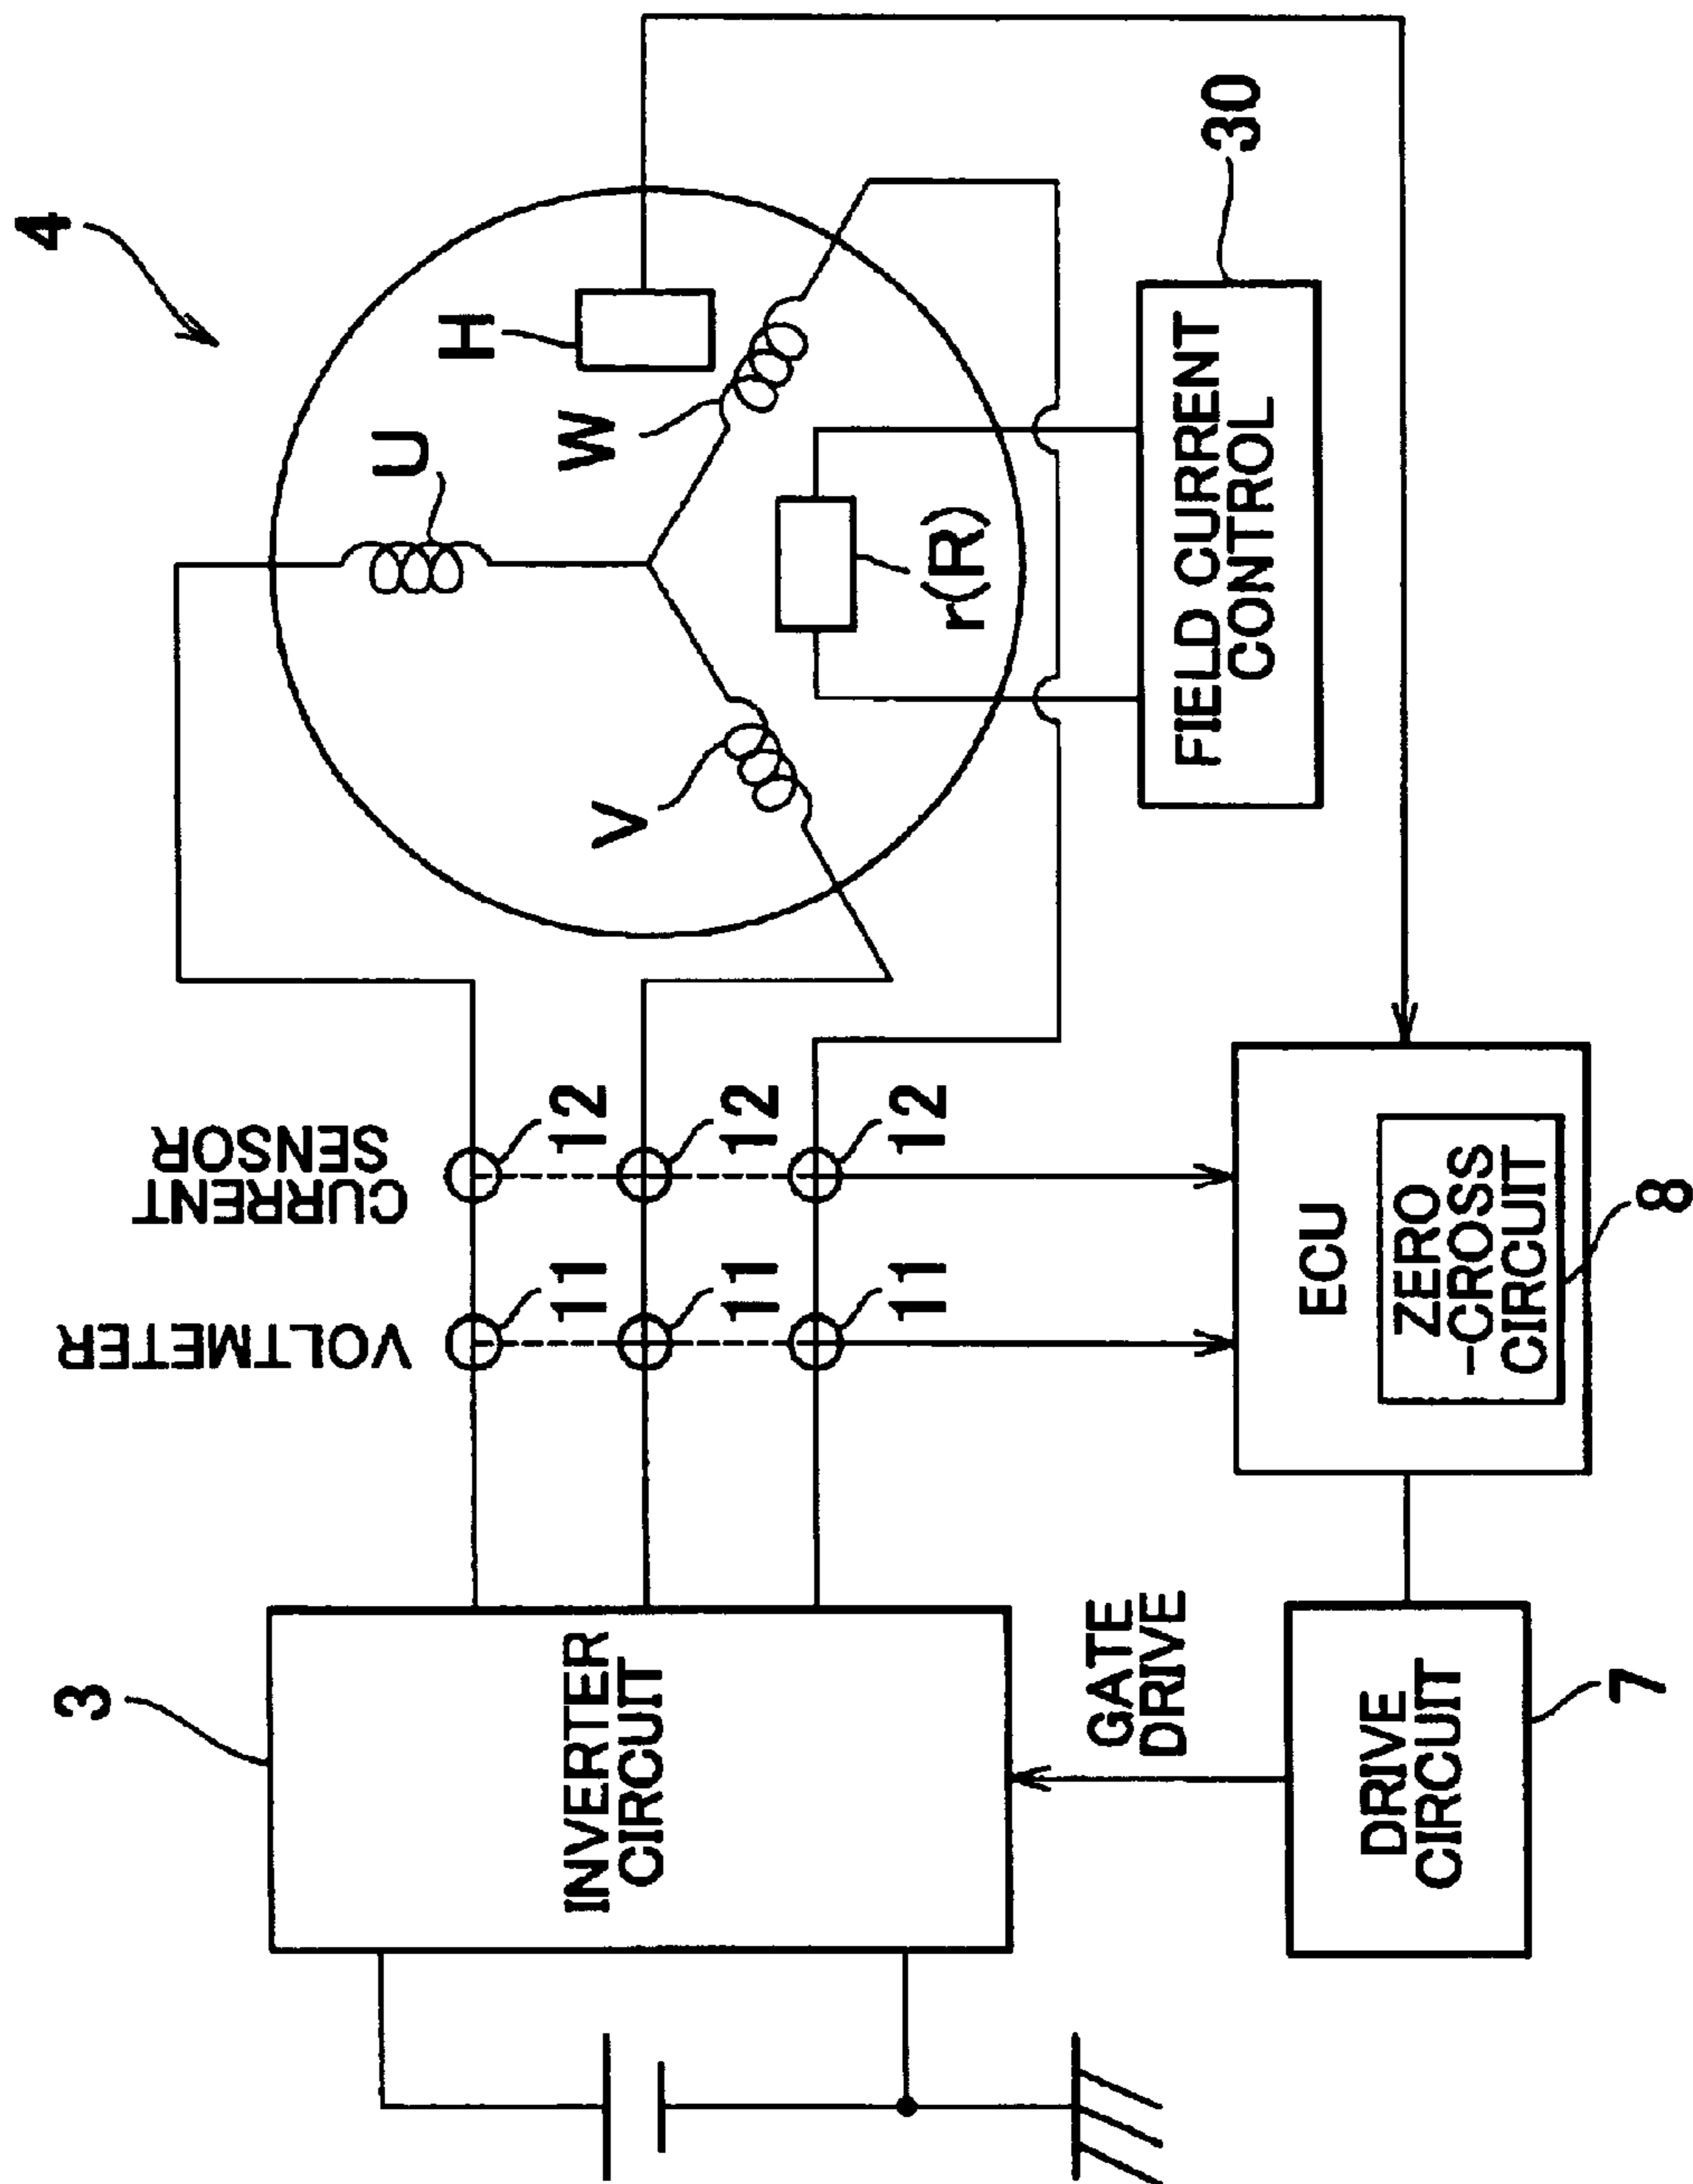 4
H
U
W
V
r(R)
30
FIELD CURRENT
CONTROL
CURRENT
SENSOR
VOLTMETER
12
12
12
11
11
11
ECU
ZERO
-CROSS
CIRCUIT
8
3
INVERTER
CIRCUIT
GATE
DRIVE
DRIVE
CIRCUIT
7